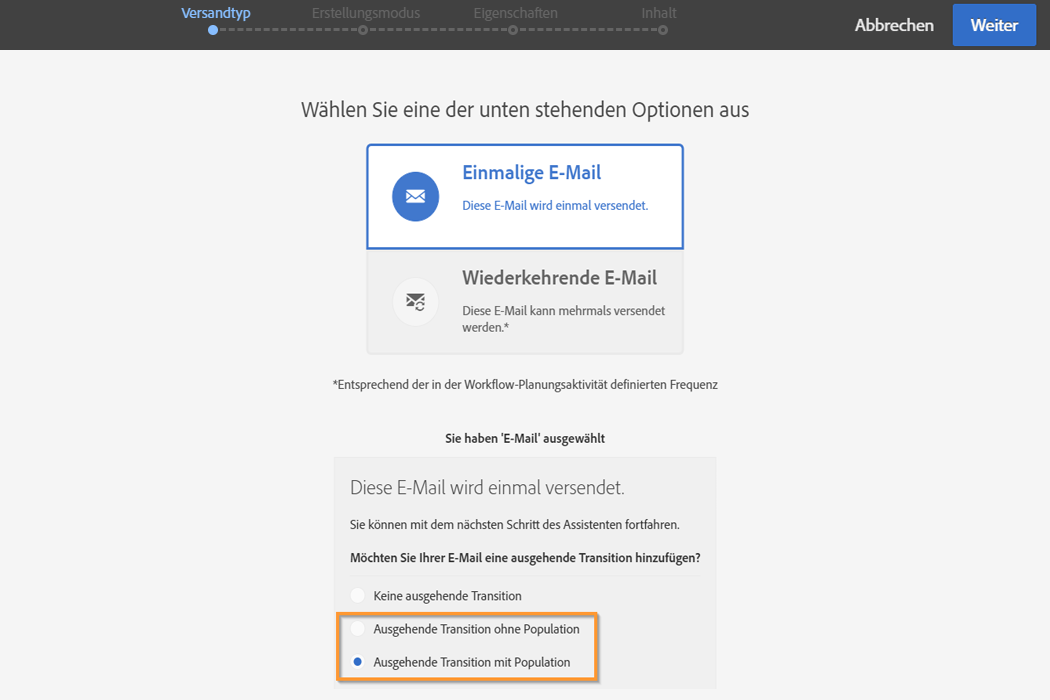 Versandtyp
Erstellungsmodus
Eigenschaften
Inhalt
Abbrechen
Weiter
Wählen Sie eine der unten stehenden Optionen aus
Einmalige E-Mail
Diese E-Mail wird einmal versendet.
Wiederkehrende E-Mail
Diese E-Mail kann mehrmals versendet
werden.*
*Entsprechend der in der Workflow-Planungsaktivität definierten Frequenz
Sie haben 'E-Mail' ausgewählt
Diese E-Mail wird einmal versendet.
Sie können mit dem nächsten Schritt des Assistenten fortfahren.
Möchten Sie Ihrer E-Mail eine ausgehende Transition hinzufügen?
Keine ausgehende Transition
Ausgehende Transition ohne Population
Ausgehende Transition mit Population